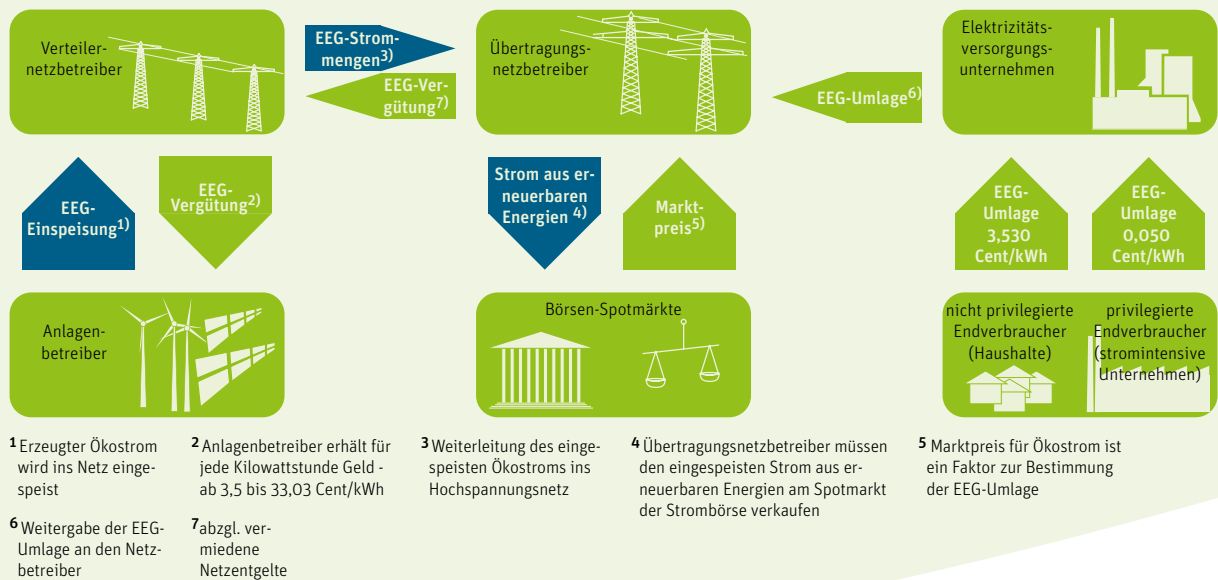 Verteiler-
netzbetreiber
EEG-Strom-
mengen3)
EEG-Ver-
gütung7)
Übertragungs-
netzbetreiber
EEG-Umlage6)
Elektrizitäts-
versorgungs-
unternehmen
EEG-
Einspeisung1)
EEG-
Vergütung2)
Strom aus er-
neuerbaren
Energien 4)
Markt-
preis5)
EEG-
Umlage
3,530
Cent/kWh
EEG-
Umlage
0,050
Cent/kWh
Anlagen-
betreiber
Börsen-Spotmärkte
nicht privilegierte
Endverbraucher
(Haushalte)
privilegierte
Endverbraucher
(stromintensive
Unternehmen)
1 Erzeugter Ökostrom
wird ins Netz einge-
speist
2 Anlagenbetreiber erhält für
jede Kilowattstunde Geld -
ab 3,5 bis 33,03 Cent/kWh
3 Weiterleitung des einge-
speisten Ökostroms ins
Hochspannungsnetz
4 Übertragungsnetzbetreiber müssen
den eingespeisten Strom aus er-
neuerbaren Energien am Spotmarkt
der Strombörse verkaufen
5 Marktpreis für Ökostrom ist
ein Faktor zur Bestimmung
der EEG-Umlage
6 Weitergabe der EEG-
Umlage an den Netz-
betreiber
7 abzgl. ver-
miedene
Netzentgelte